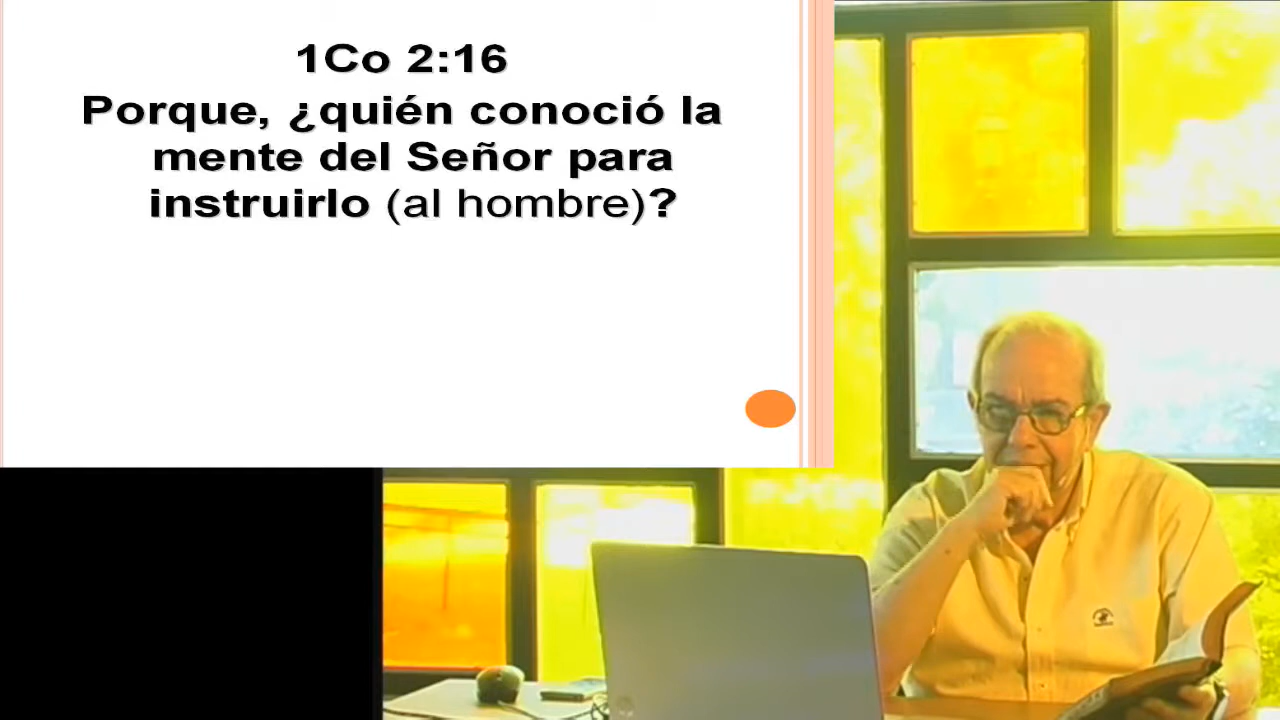 1Co 2:16
Porque, ¿quién conoció la
mente del Señor para
instruirlo (al hombre)?